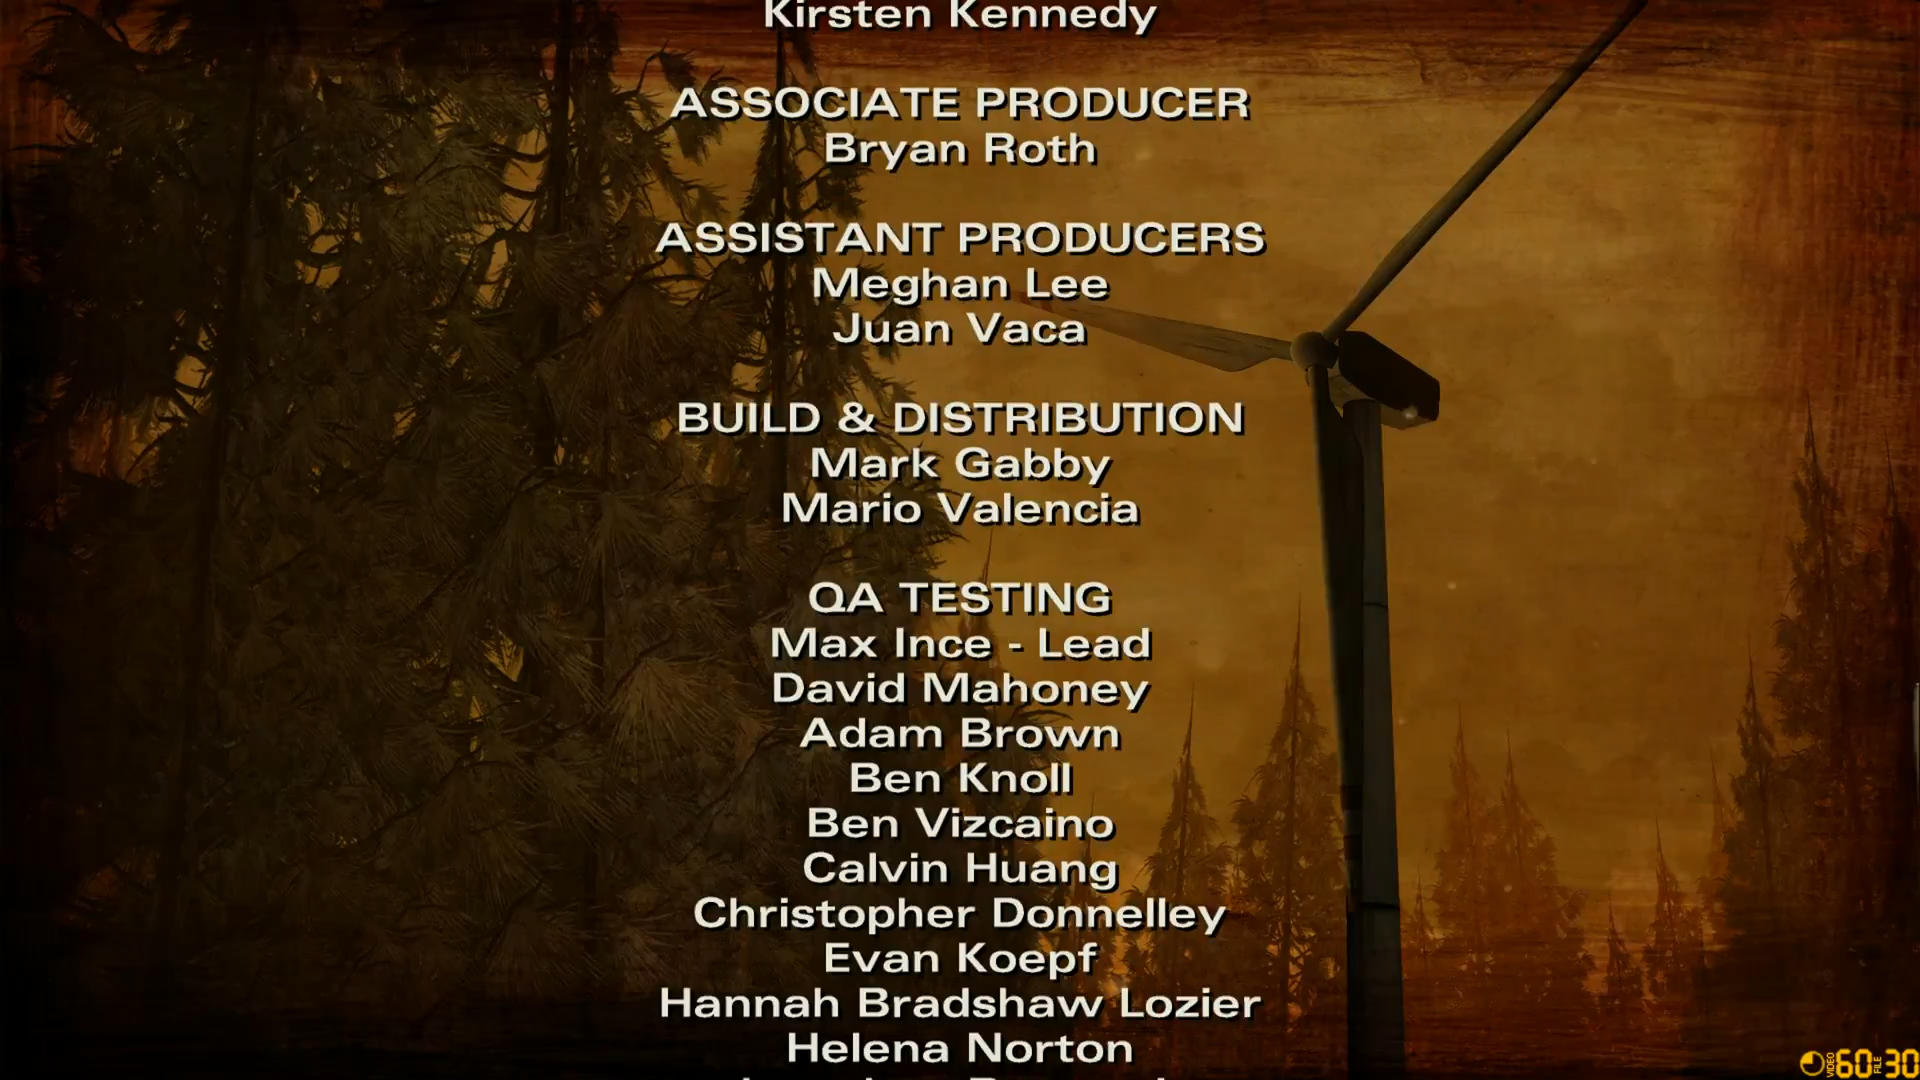 Kirsten Kennedy
ASSOCIATE PRODUCER
Bryan Roth
ASSISTANT PRODUCERS
Meghan Lee
Juan Vaca
BUILD & DISTRIBUTION
Mark Gabby
Mario Valencia
QA TESTING
Max Ince - Lead
David Mahoney
Adam Brown
Ben Knoll
Ben Vizcaino
Calvin Huang
Christopher Donnelley
Evan Koepf
Hannah Bradshaw Lozier
Helena Norton
VIDEO 60 FILE 30